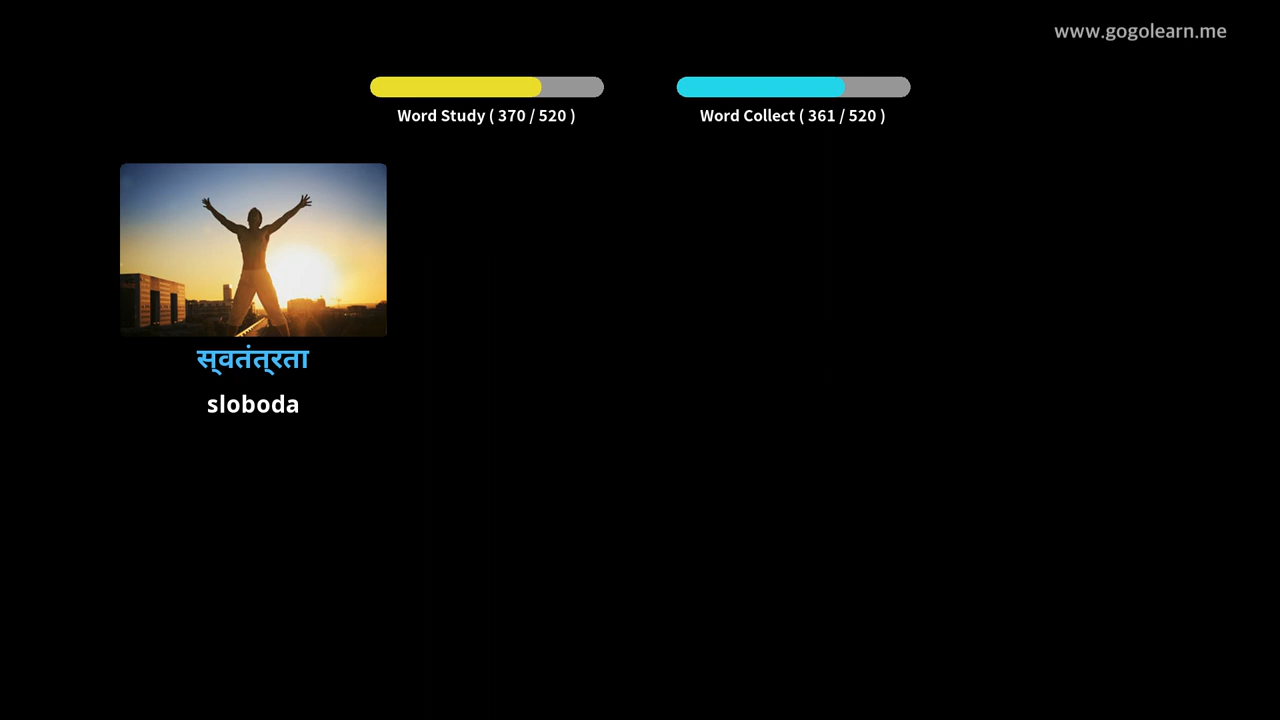 www.gogolearn.me
Word Study ( 370 / 520 )
Word Collect ( 361 / 520 )
स्वतंत्रता
sloboda